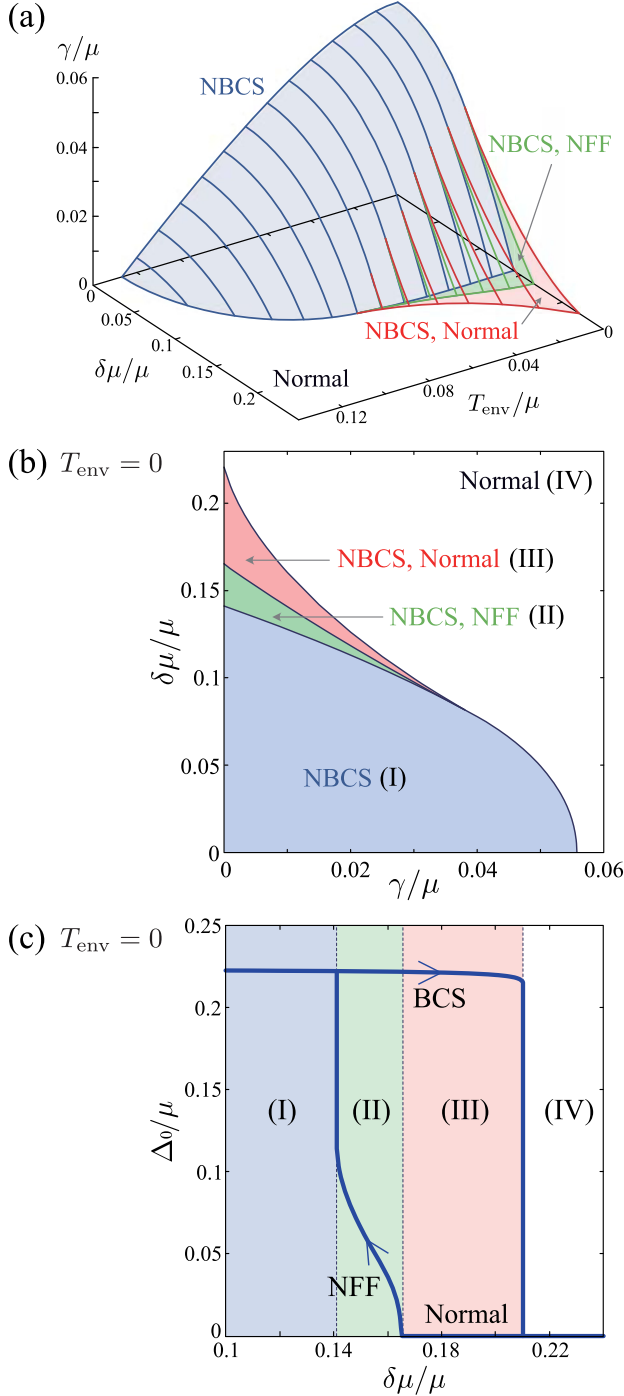 (a)
γ/μ
0.06
0.04
0.02
0
NBCS
NBCS, NFF
NBCS, Normal
Normal
0
0.05
0.1
0.15
0.2
δμ/μ
0.12
0.08
0.04
0
T_env/μ
(b) T_env = 0
Normal (IV)
NBCS, Normal (III)
NBCS, NFF (II)
NBCS (I)
0.2
0.15
0.1
0.05
0
δμ/μ
0 0.02 0.04 0.06
γ/μ
(c) T_env = 0
0.25
0.2
0.15
0.1
0.05
0
Δ₀/μ
BCS
(I) (II) (III) (IV)
NFF
Normal
0.1 0.14 0.18 0.22
δμ/μ